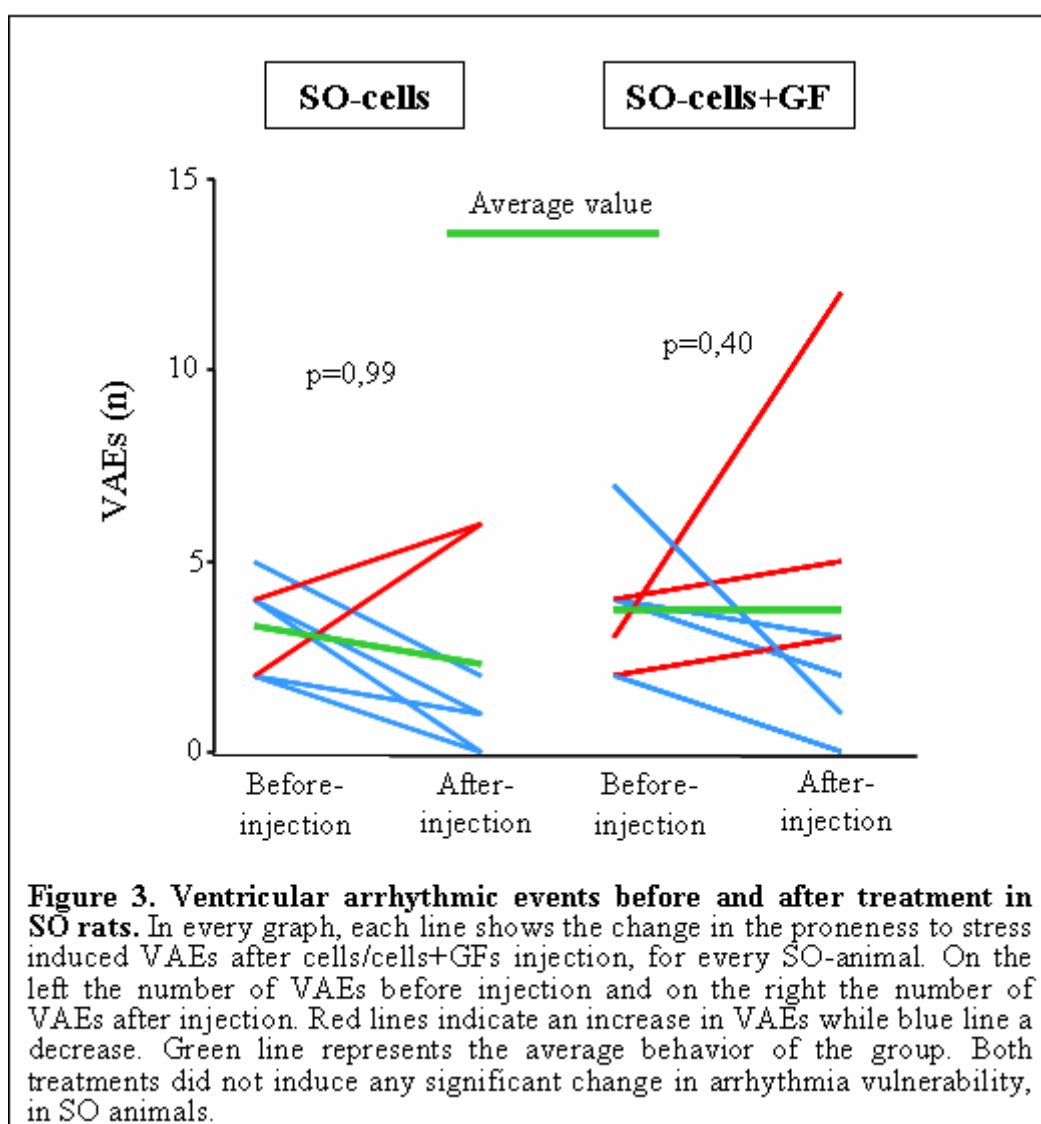 SO-cells
SO-cells+GF
15
Average value
p=0,40
p=0,99
10
VAEs (n)
5
0
Before-
injection
After-
injection
Before-
injection
After-
injection
Figure 3. Ventricular arrhythmic events before and after treatment in
SO rats. In every graph, each line shows the change in the proneness to stress
induced VAEs after cells/cells+GFs injection, for every SO-animal. On the
left the number of VAEs before injection and on the right the number of
VAEs after injection. Red lines indicate an increase in VAEs while blue line a
decrease. Green line represents the average behavior of the group. Both
treatments did not induce any significant change in arrhythmia vulnerability,
in SO animals.